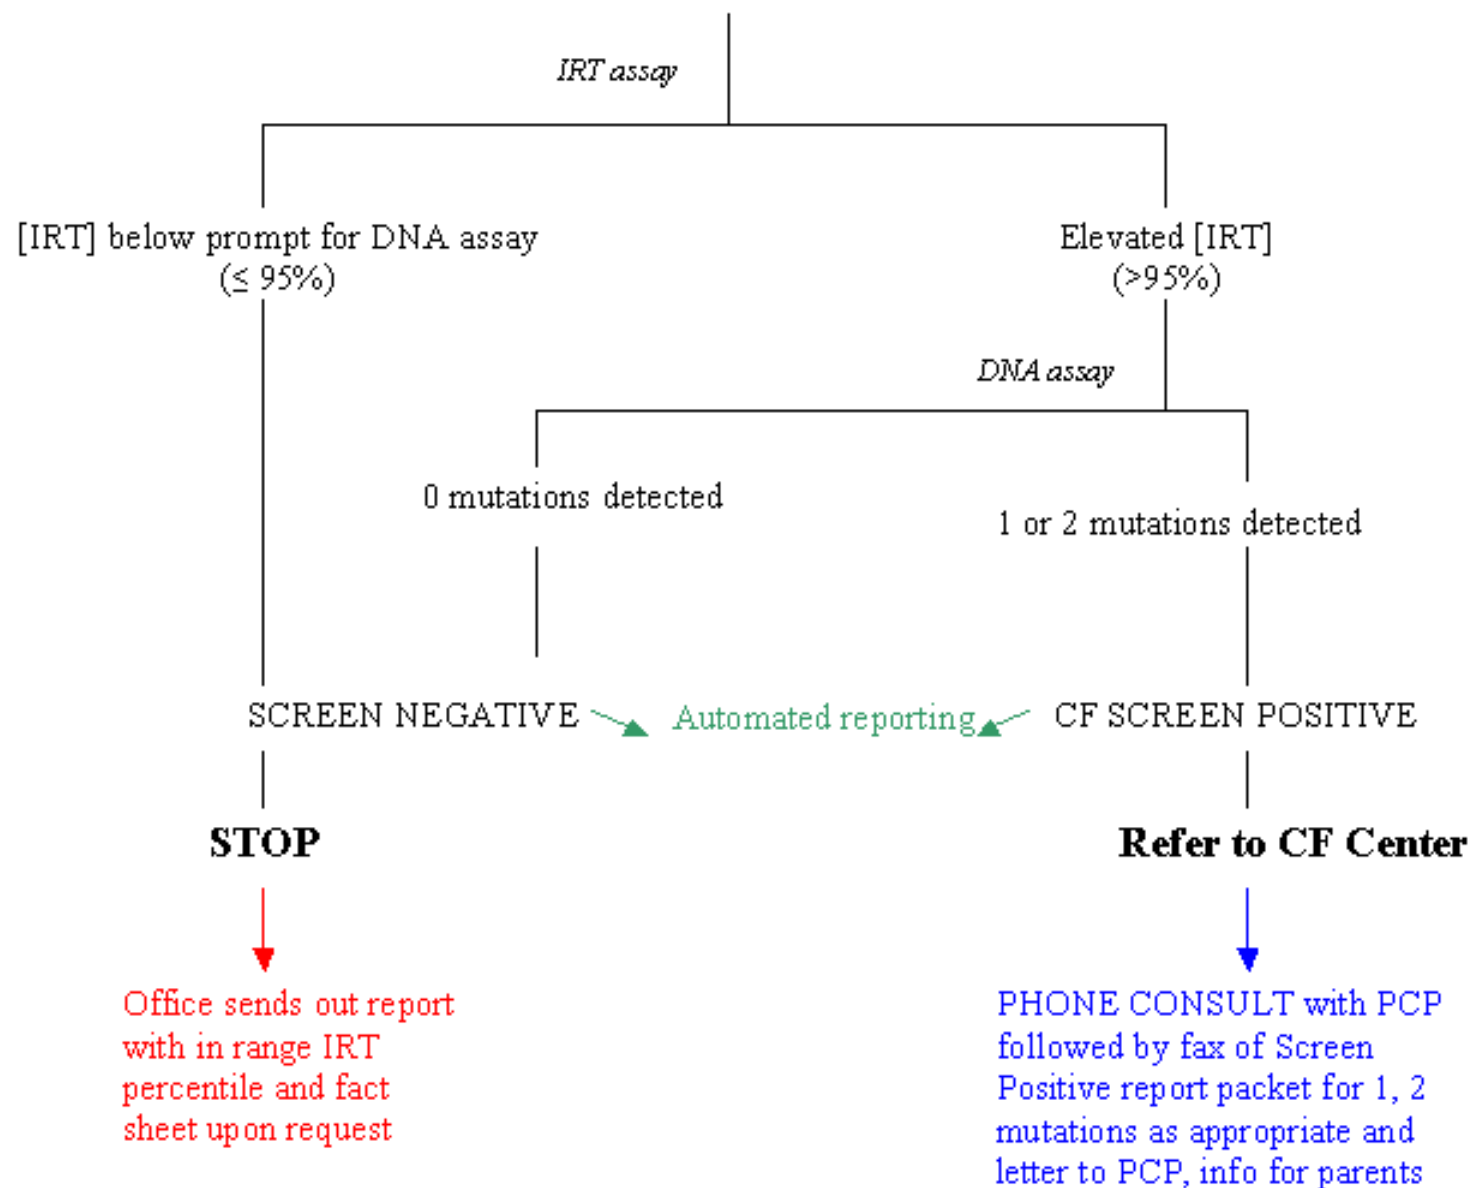 IRT assay
[IRT] below prompt for DNA assay
(≤ 95%)
Elevated [IRT]
(>95%)
DNA assay
0 mutations detected
1 or 2 mutations detected
SCREEN NEGATIVE
Automated reporting
CF SCREEN POSITIVE
STOP
Refer to CF Center
Office sends out report
with in range IRT
percentile and fact
sheet upon request
PHONE CONSULT with PCP
followed by fax of Screen
Positive report packet for 1, 2
mutations as appropriate and
letter to PCP, info for parents